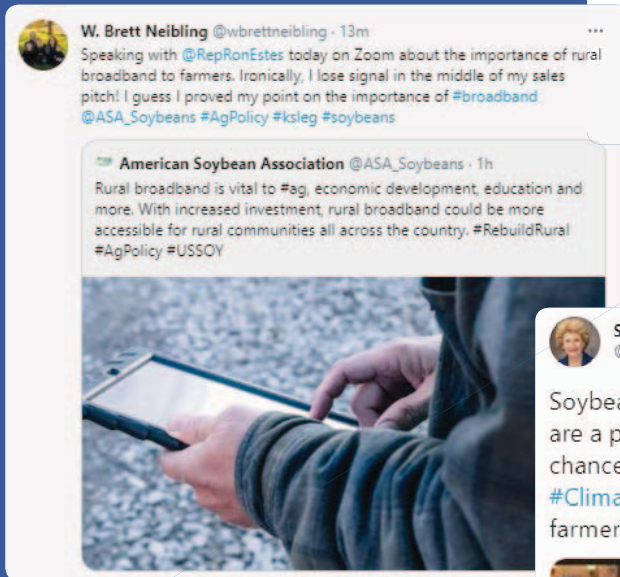 W. Brett Neibling @wbrettneibling · 13m
Speaking with @RepRonEstes today on Zoom about the importance of rural
broadband to farmers. Ironically, I lose signal in the middle of my sales
pitch! I guess I proved my point on the importance of #broadband
@ASA_Soybeans #AgPolicy #ksleg #soybeans
American Soybean Association @ASA_Soybeans · 1h
Rural broadband is vital to #ag, economic development, education and
more. With increased investment, rural broadband could be more
accessible for rural communities all across the country. #RebuildRural
#AgPolicy #USSOY
S
@
Soybea
are a p
chance
#Clima
farmer